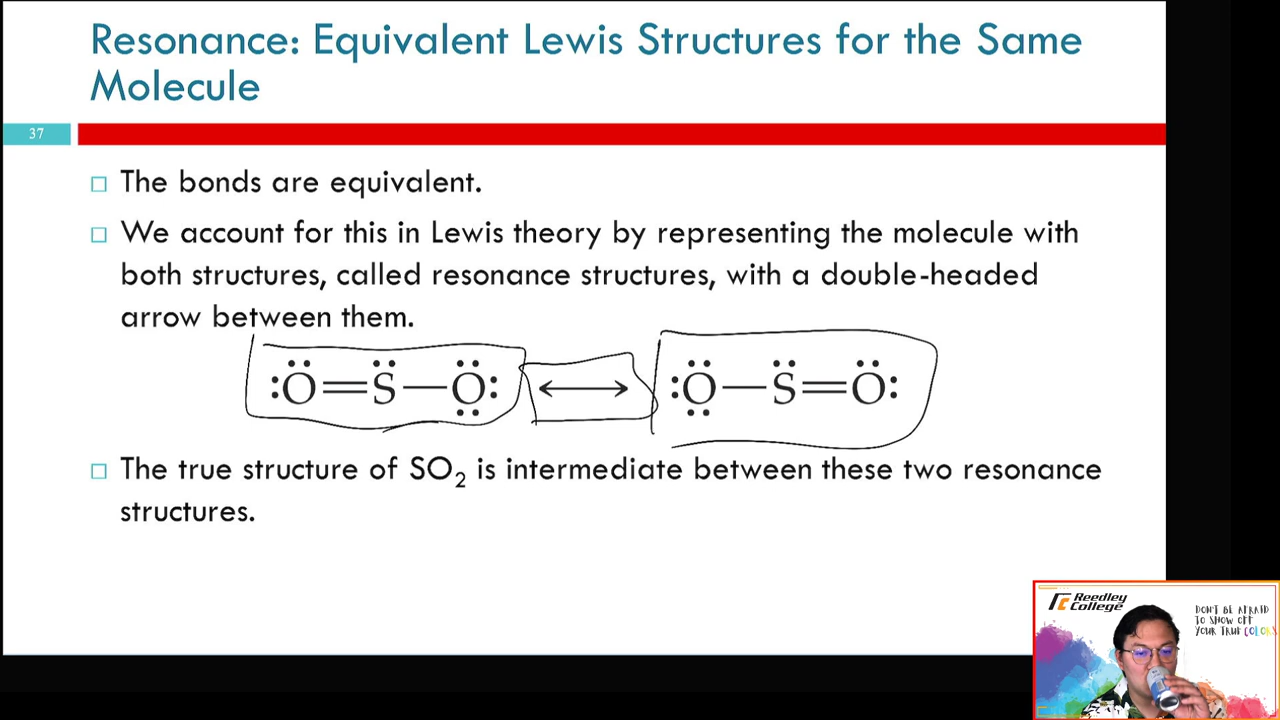 Resonance: Equivalent Lewis Structures for the Same
Molecule
37
The bonds are equivalent.
We account for this in Lewis theory by representing the molecule with
both structures, called resonance structures, with a double-headed
arrow between them.
:Ö=S̈—Ö̤: ⟷ :Ö̤—S̈=Ö:
The true structure of SO₂ is intermediate between these two resonance
structures.
Reedley
College
DON'T BE AFRAID
TO SHOW OFF
YOUR TRUE COLORS